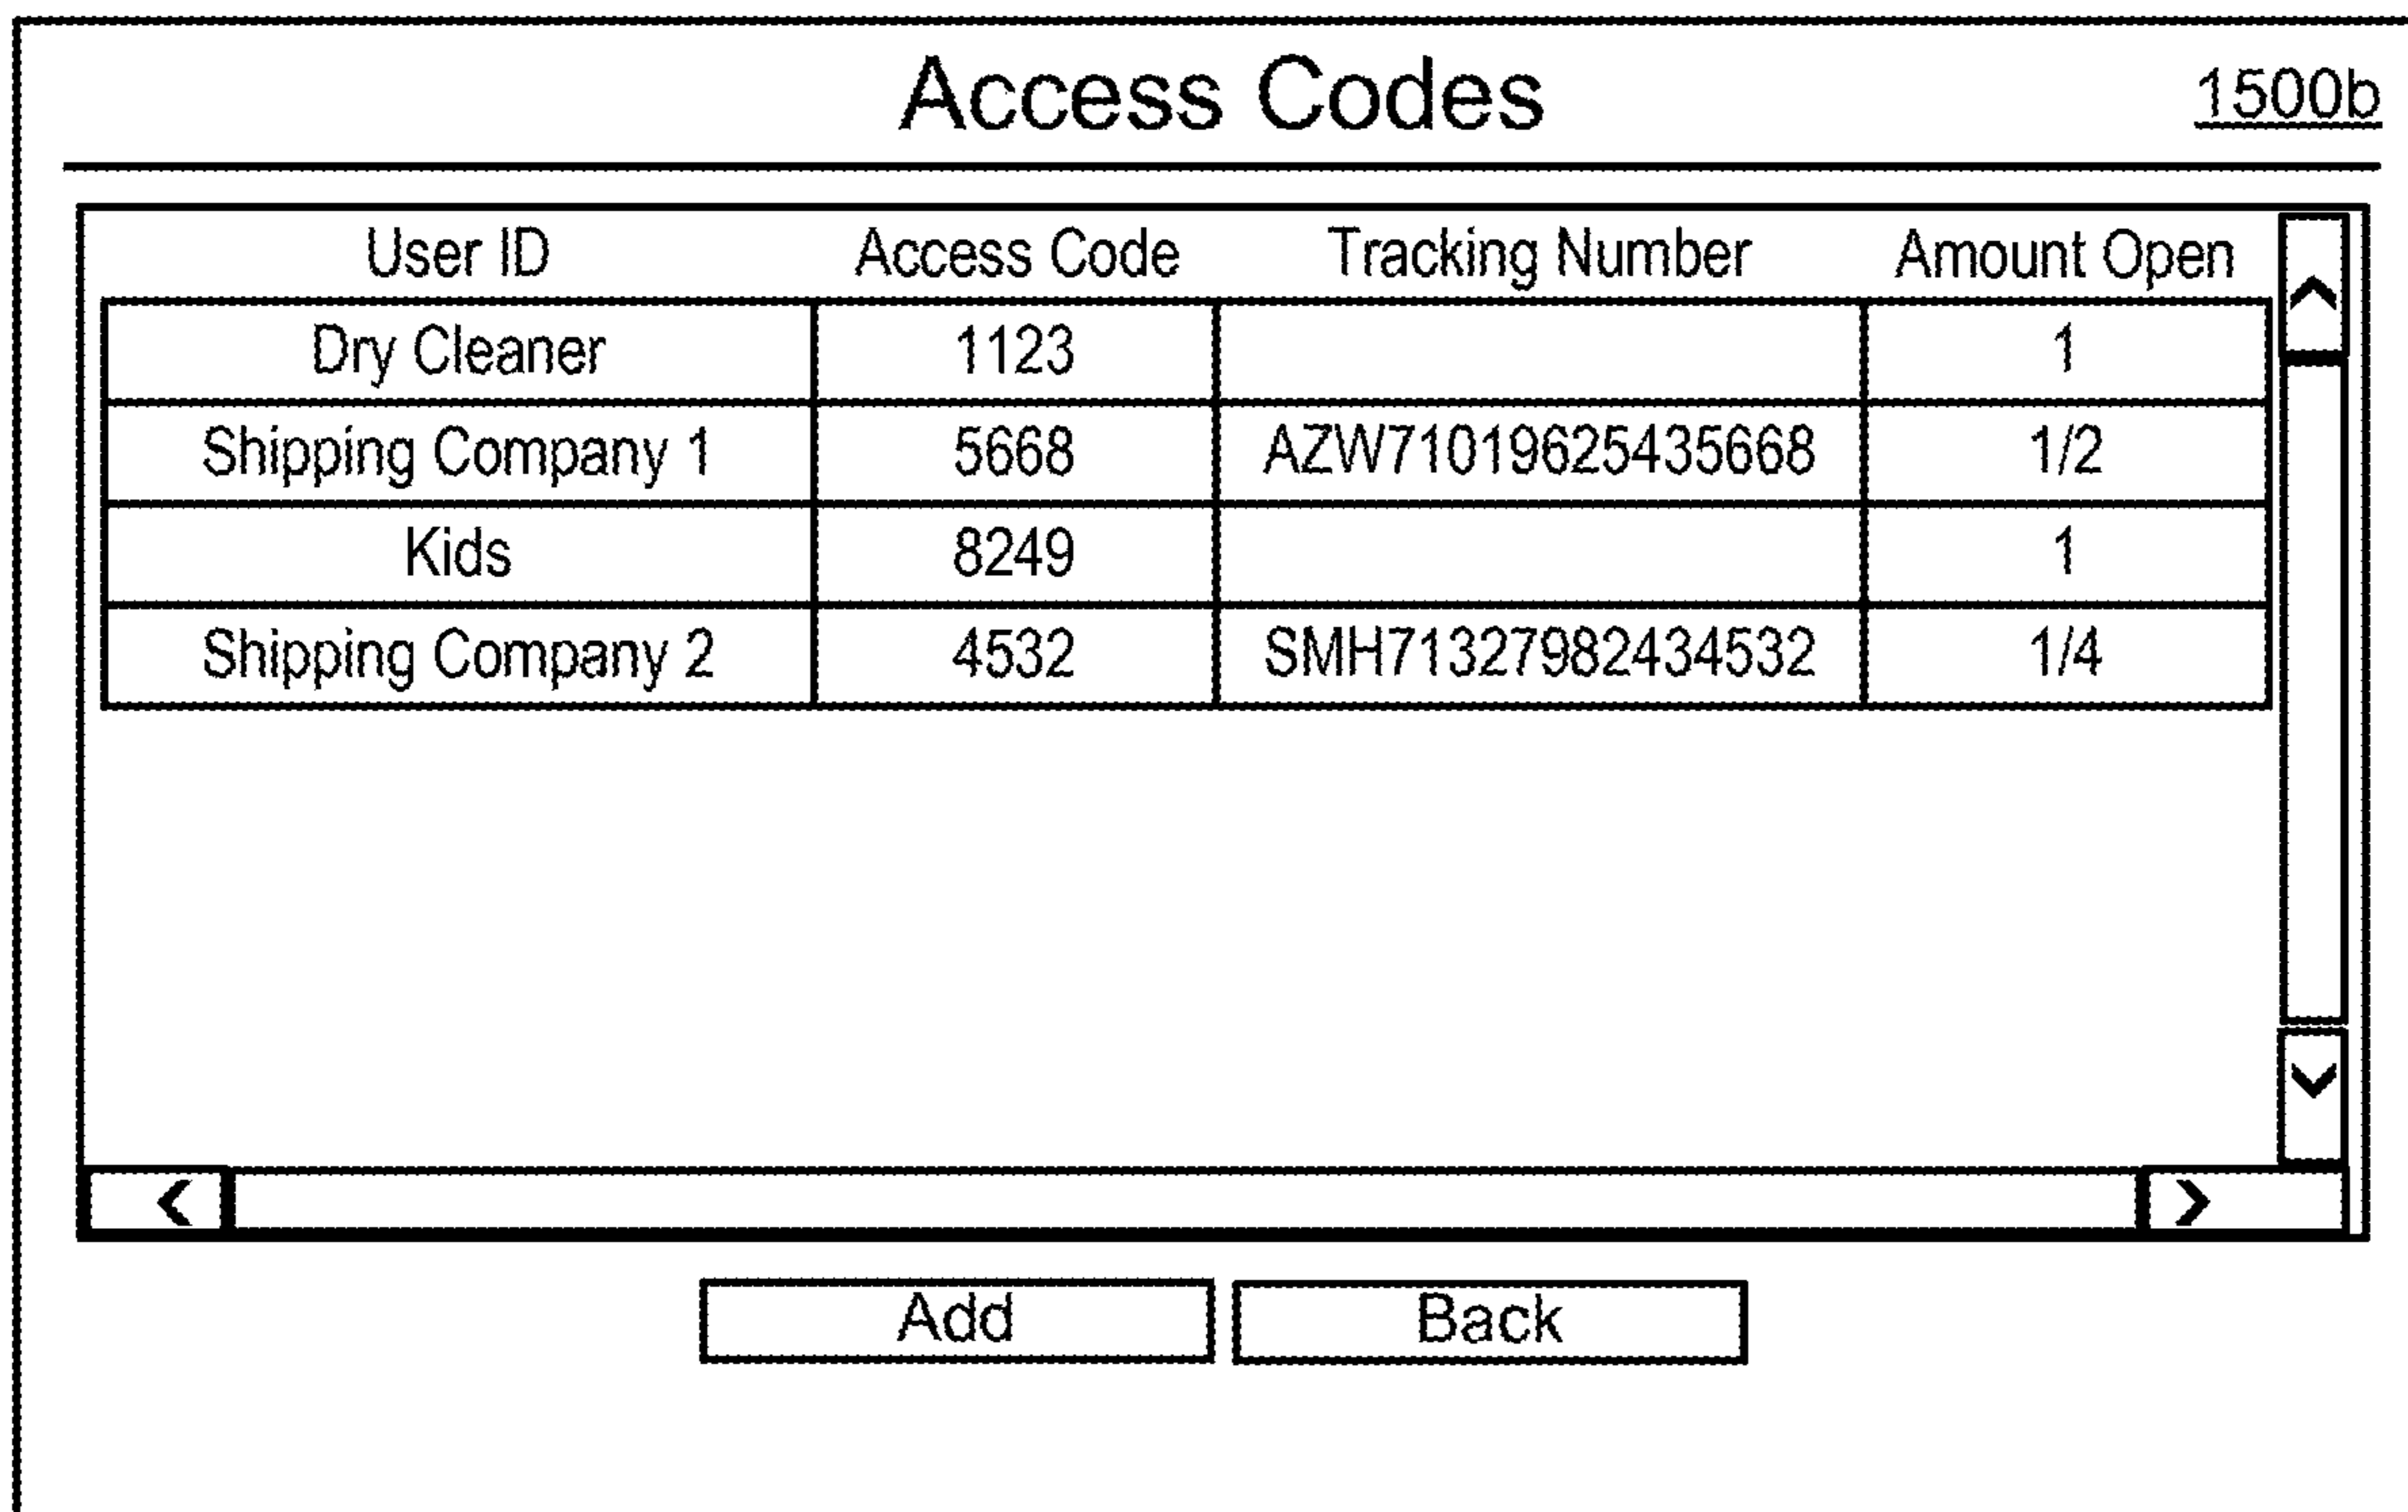 Access Codes 1500b
User ID Access Code Tracking Number Amount Open
Dry Cleaner 1123 1
Shipping Company 1 5668 AZW71019625435668 1/2
Kids 8249 1
Shipping Company 2 4532 SMH71327982434532 1/4
Add Back